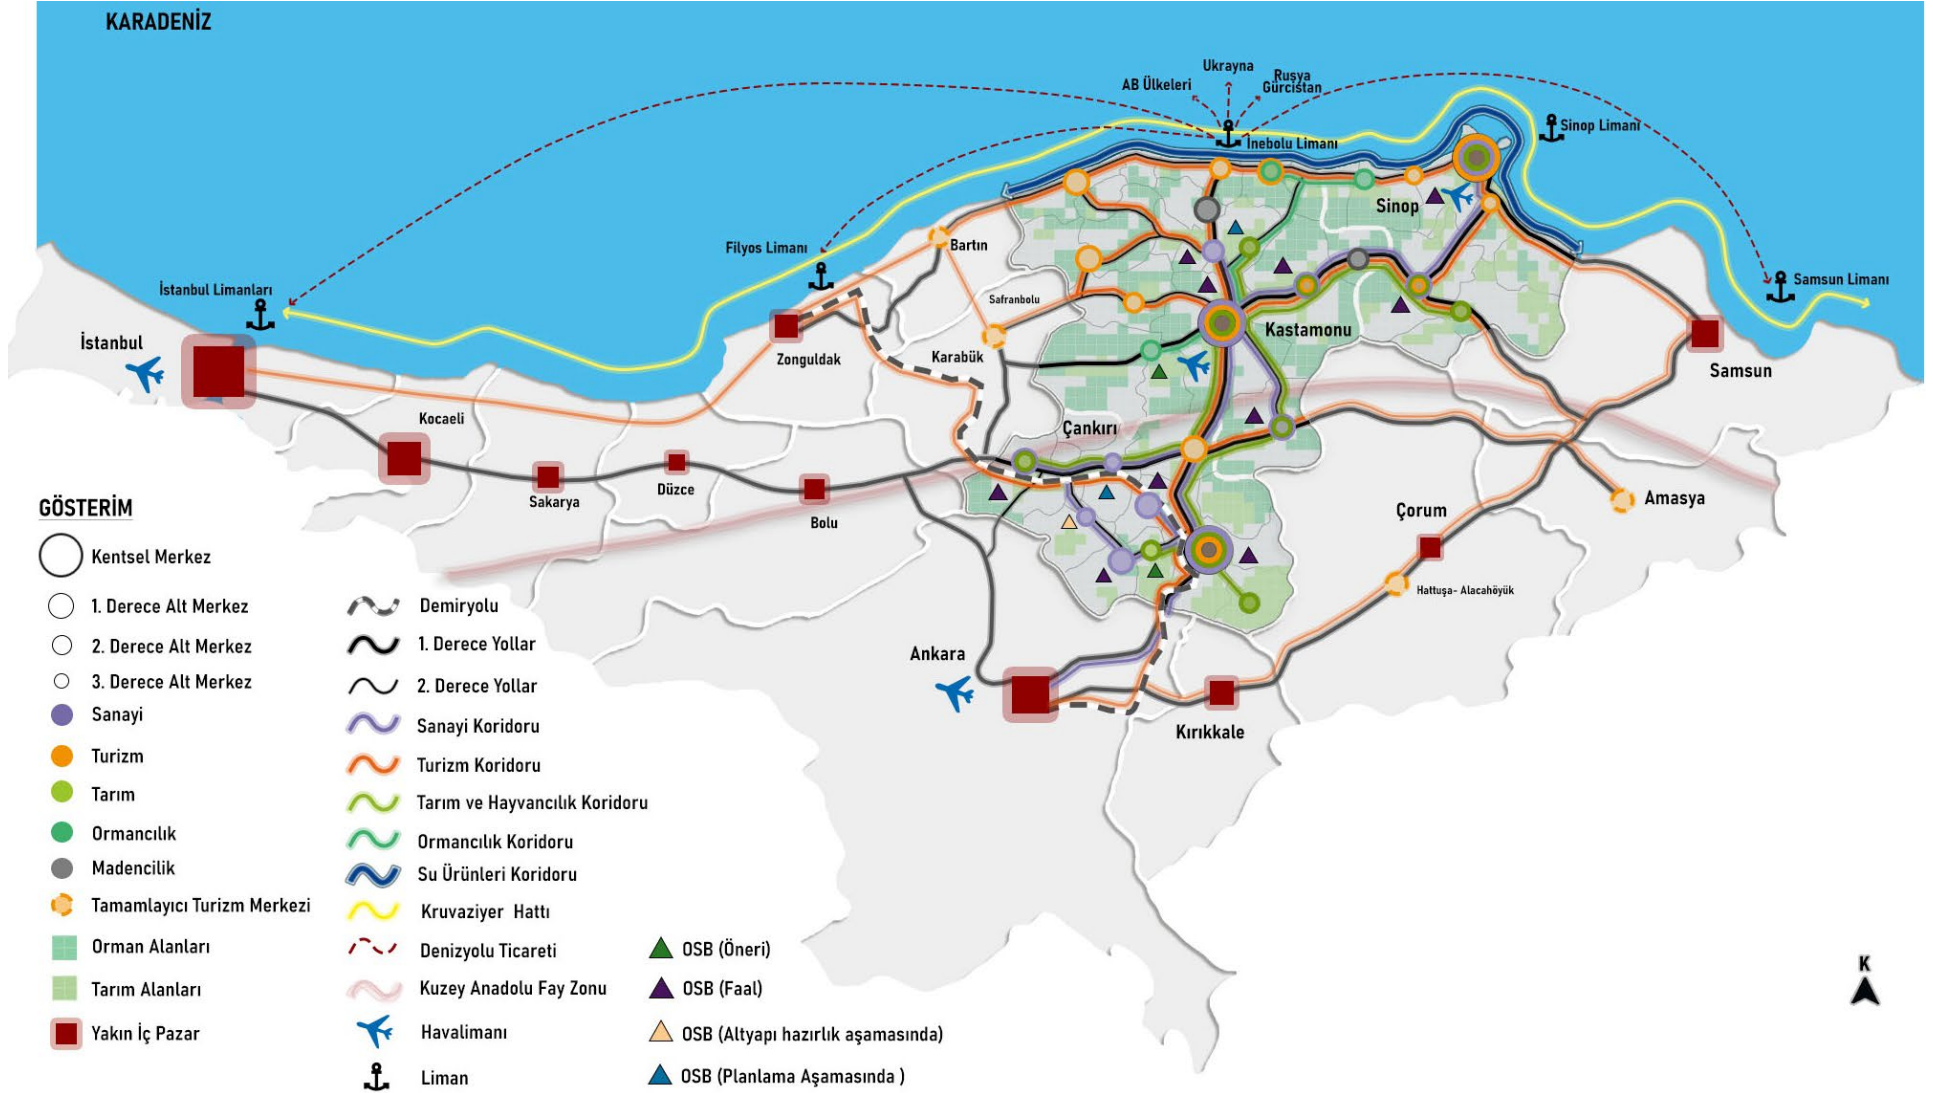 KARADENİZ
Ukrayna
AB Ülkeleri
Rusya
Gürcistan
İnebolu Limanı
Sinop Limanı
Sinop
Bartın
Filyos Limanı
Samsun Limanı
İstanbul Limanları
Safranbolu
Kastamonu
İstanbul
Zonguldak
Karabük
Samsun
Kocaeli
Çankırı
Sakarya
Düzce
Bolu
Amasya
Çorum
Hattuşa- Alacahöyük
Ankara
Kırıkkale
GÖSTERİM
Kentsel Merkez
1. Derece Alt Merkez
2. Derece Alt Merkez
3. Derece Alt Merkez
Sanayi
Turizm
Tarım
Ormancılık
Madencilik
Tamamlayıcı Turizm Merkezi
Orman Alanları
Tarım Alanları
Yakın İç Pazar
Demiryolu
1. Derece Yollar
2. Derece Yollar
Sanayi Koridoru
Turizm Koridoru
Tarım ve Hayvancılık Koridoru
Ormancılık Koridoru
Su Ürünleri Koridoru
Kruvaziyer Hattı
Denizyolu Ticareti
Kuzey Anadolu Fay Zonu
Havalimanı
Liman
OSB (Öneri)
OSB (Faal)
OSB (Altyapı hazırlık aşamasında)
OSB (Planlama Aşamasında )
K